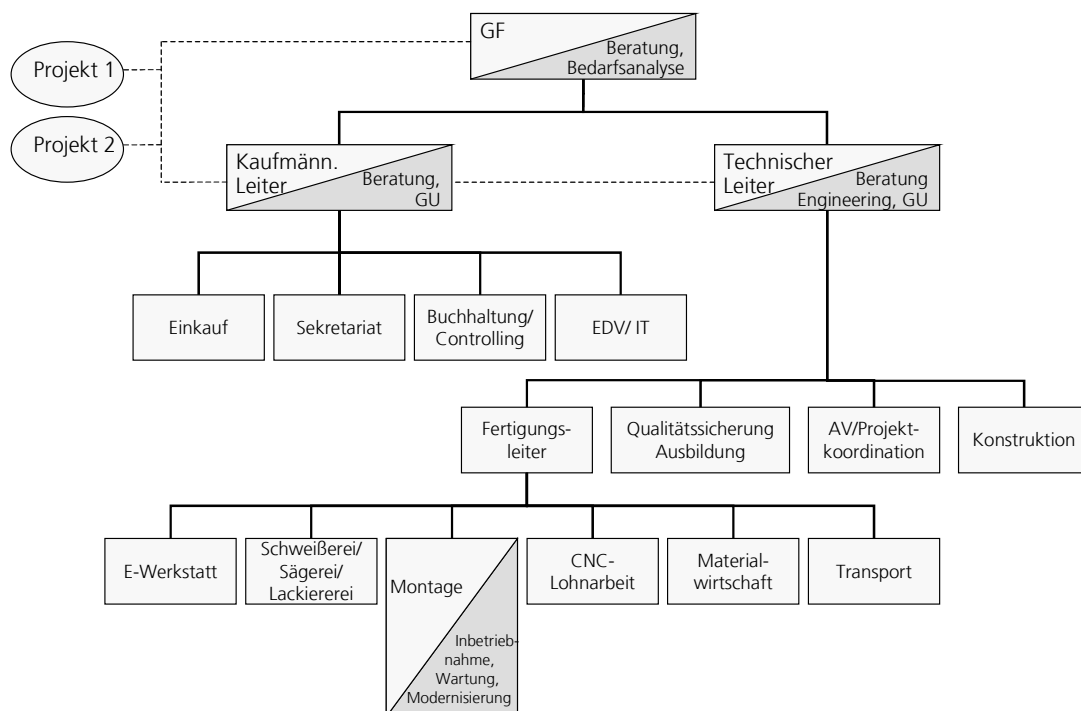 GF
Beratung,
Bedarfsanalyse
Projekt 1
Projekt 2
Kaufmänn.
Leiter
Beratung,
GU
Technischer
Leiter
Beratung
Engineering, GU
Einkauf
Sekretariat
Buchhaltung/
Controlling
EDV/ IT
Fertigungs-
leiter
Qualitätssicherung
Ausbildung
AV/Projekt-
koordination
Konstruktion
E-Werkstatt
Schweißerei/
Sägerei/
Lackiererei
Montage
Inbetrieb-
nahme,
Wartung,
Modernisierung
CNC-
Lohnarbeit
Material-
wirtschaft
Transport